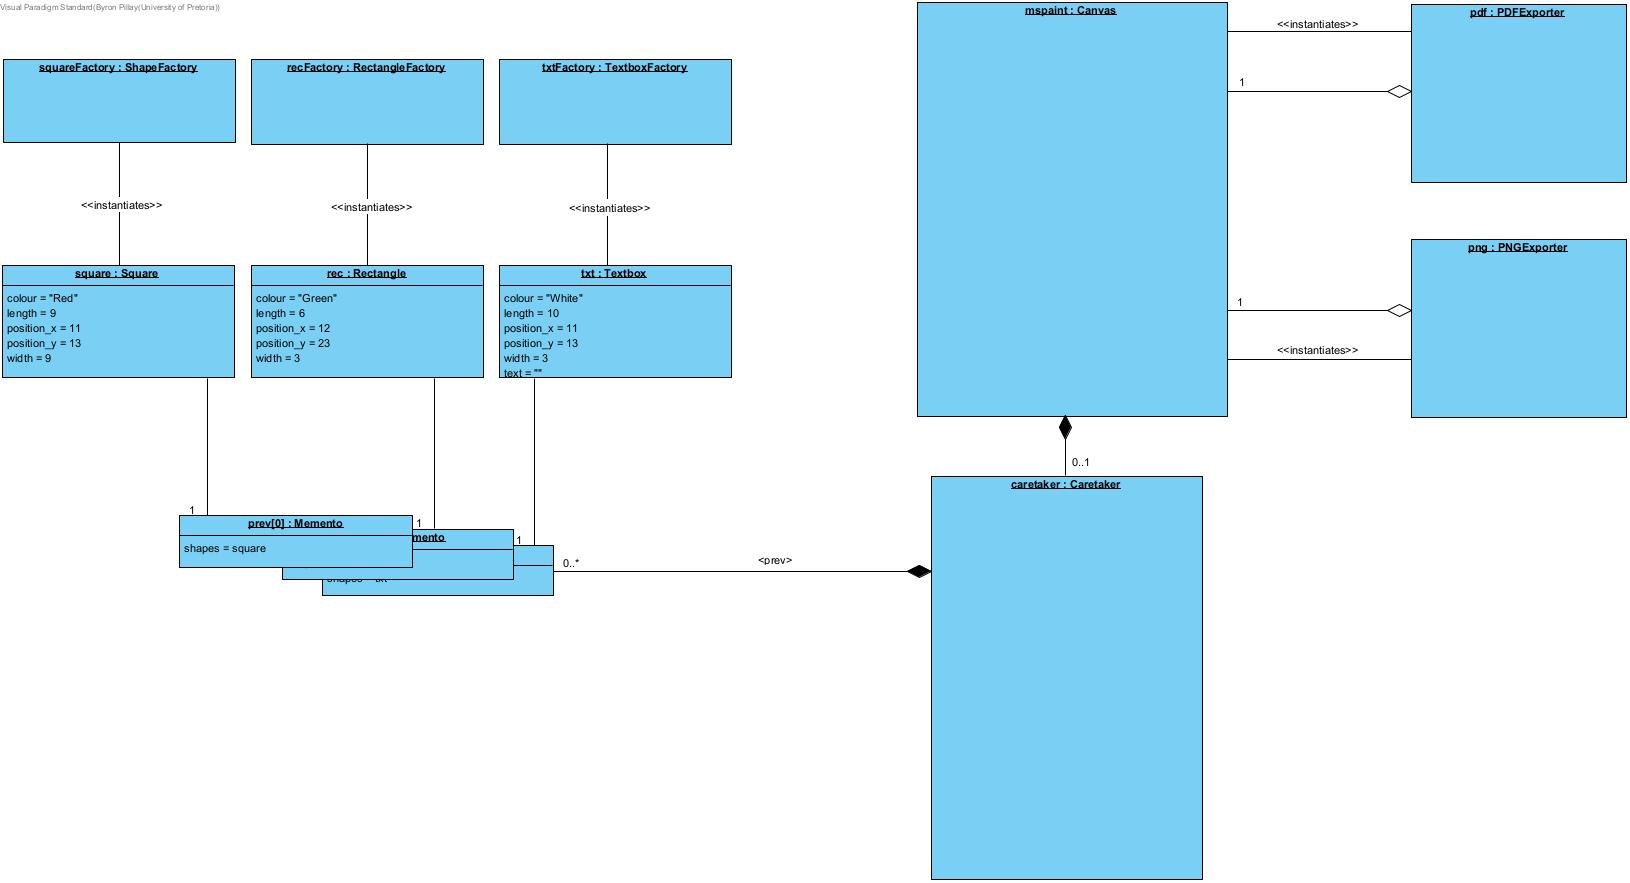 Visual Paradigm Standard(Byron Pillay(University of Pretoria))
mspaint : Canvas
pdf : PDFExporter
<<instantiates>>
1
squareFactory : ShapeFactory
recFactory : RectangleFactory
txtFactory : TextboxFactory
<<instantiates>>
<<instantiates>>
<<instantiates>>
png : PNGExporter
1
<<instantiates>>
square : Square
colour = "Red"
length = 9
position_x = 11
position_y = 13
width = 9
rec : Rectangle
colour = "Green"
length = 6
position_x = 12
position_y = 23
width = 3
txt : Textbox
colour = "White"
length = 10
position_x = 11
position_y = 13
width = 3
text = ""
0..1
caretaker : Caretaker
1
prev[0] : Memento
shapes = square
1
mento
1
shapes = txt
0..*
<prev>